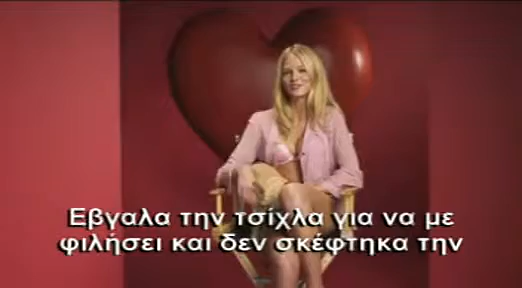 Εβγαλα την τσίχλα για να με
φιλήσει και δεν σκέφτηκα την